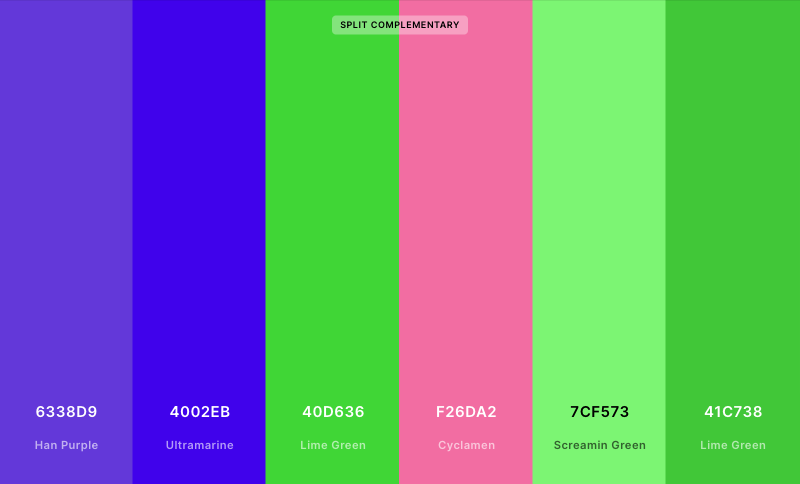 SPLIT COMPLEMENTARY
6338D9
Han Purple
4002EB
Ultramarine
40D636
Lime Green
F26DA2
Cyclamen
7CF573
Screamin Green
41C738
Lime Green